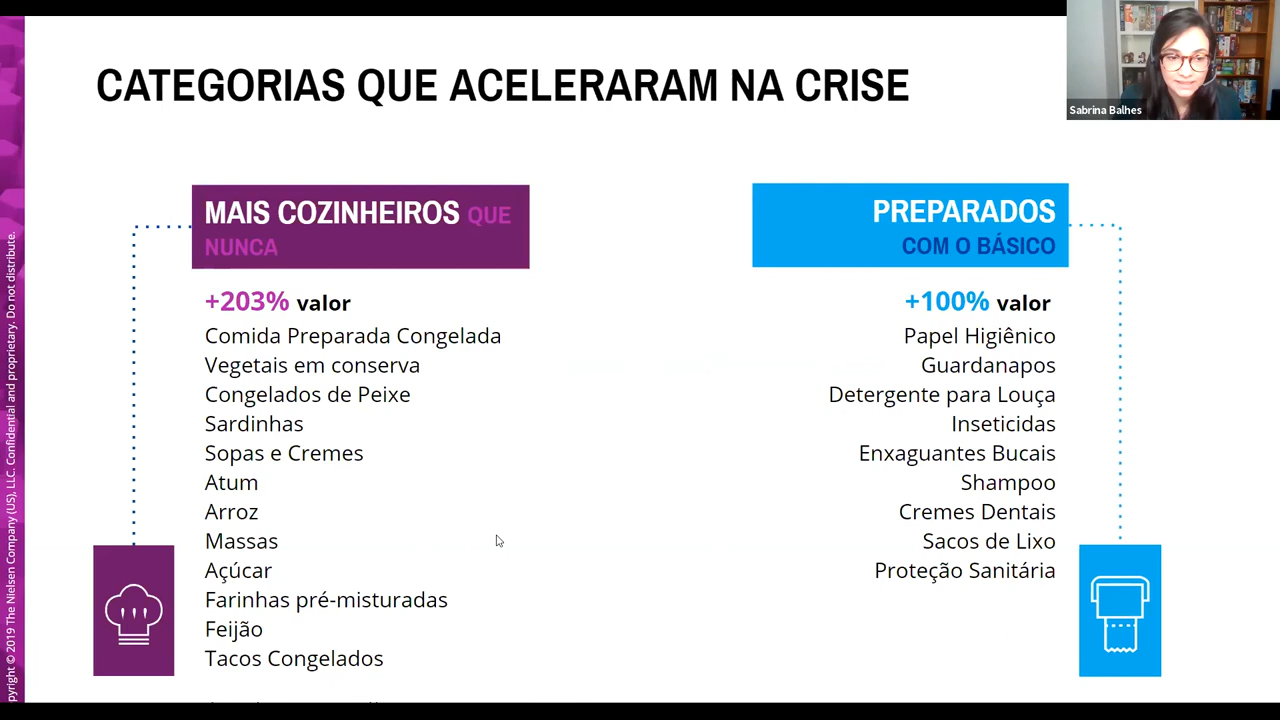 CATEGORIAS QUE ACELERARAM NA CRISE
Sabrina Balhes
MAIS COZINHEIROS QUE
NUNCA
+203% valor
Comida Preparada Congelada
Vegetais em conserva
Congelados de Peixe
Sardinhas
Sopas e Cremes
Atum
Arroz
Massas
Açúcar
Farinhas pré-misturadas
Feijão
Tacos Congelados
PREPARADOS
COM O BÁSICO
+100% valor
Papel Higiênico
Guardanapos
Detergente para Louça
Inseticidas
Enxaguantes Bucais
Shampoo
Cremes Dentais
Sacos de Lixo
Proteção Sanitária
pyright © 2019 The Nielsen Company (US), LLC. Confidential and proprietary. Do not distribute.